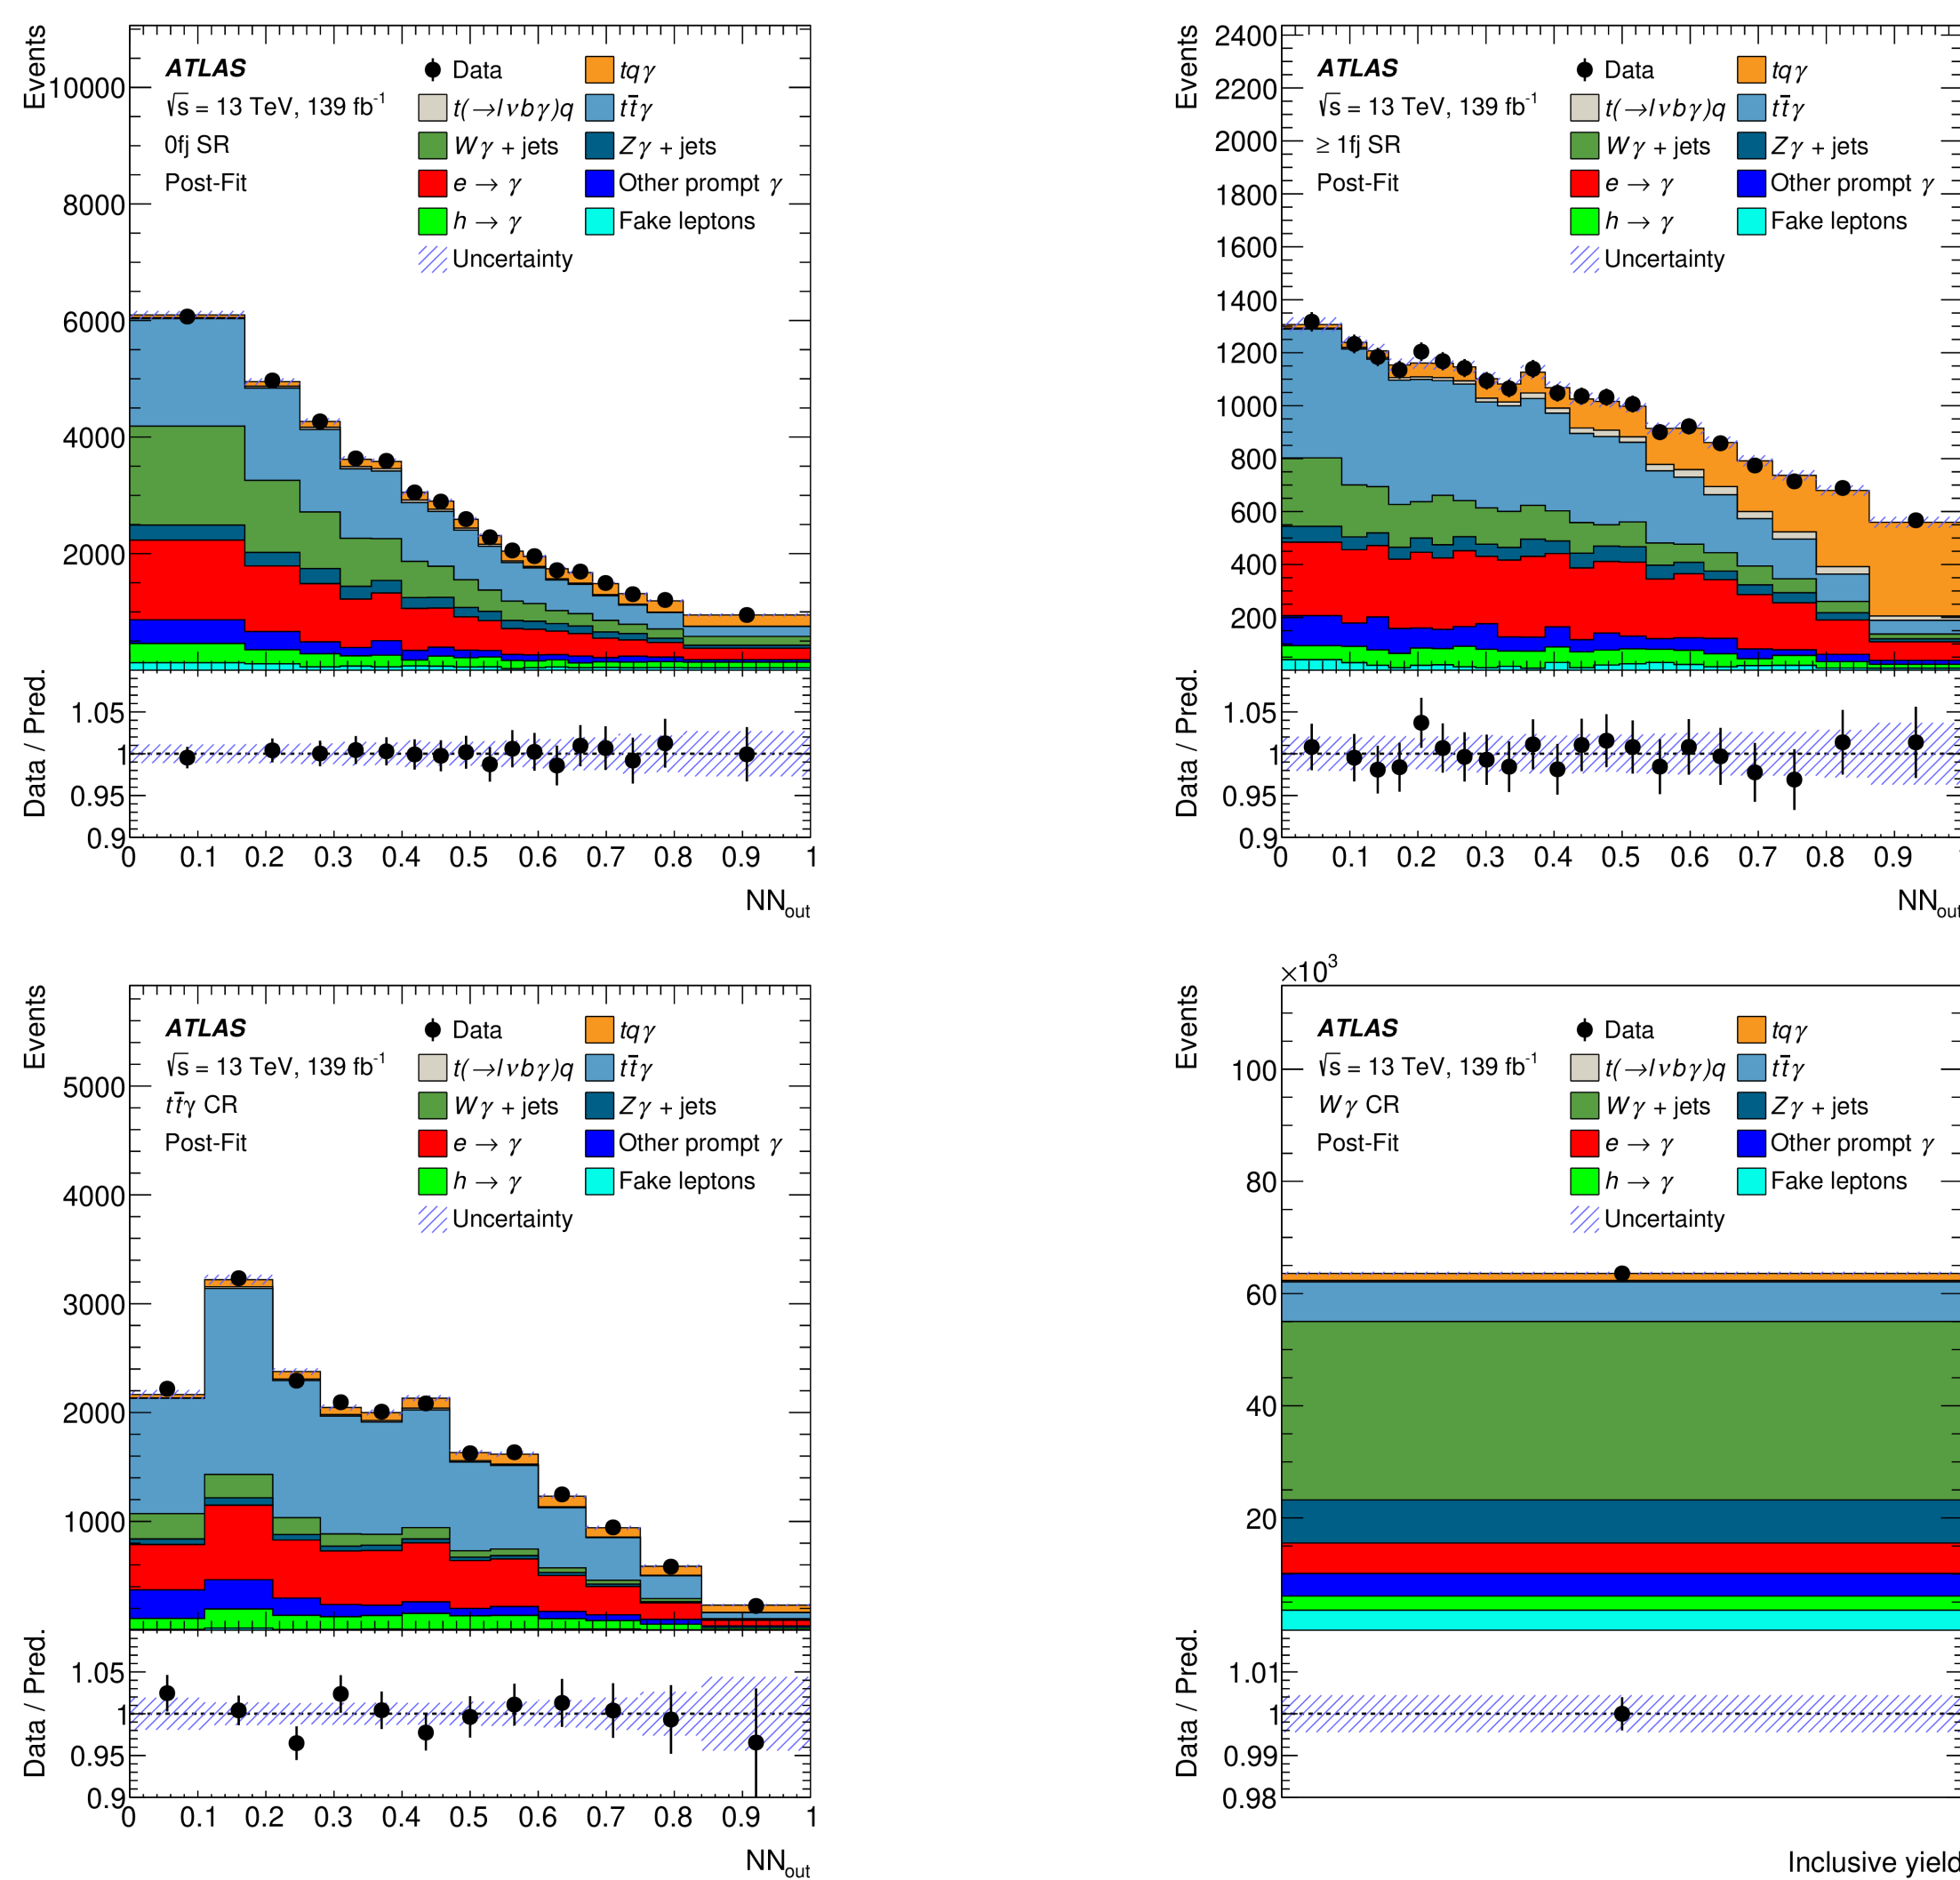 Events
10000
8000
6000
4000
2000
ATLAS
√s = 13 TeV, 139 fb-1
0fj SR
Post-Fit
Data
tqγ
t(→lνbγ)q
tt̄γ
Wγ + jets
Zγ + jets
e → γ
Other prompt γ
h → γ
Fake leptons
Uncertainty
Data / Pred.
1.05
1
0.95
0.9
0 0.1 0.2 0.3 0.4 0.5 0.6 0.7 0.8 0.9 1
NNout
Events
2400
2200
2000
1800
1600
1400
1200
1000
800
600
400
200
ATLAS
√s = 13 TeV, 139 fb-1
≥ 1fj SR
Post-Fit
Data
tqγ
t(→lνbγ)q
tt̄γ
Wγ + jets
Zγ + jets
e → γ
Other prompt γ
h → γ
Fake leptons
Uncertainty
Data / Pred.
1.05
1
0.95
0.9
0 0.1 0.2 0.3 0.4 0.5 0.6 0.7 0.8 0.9
NNout
Events
5000
4000
3000
2000
1000
ATLAS
√s = 13 TeV, 139 fb-1
tt̄γ CR
Post-Fit
Data
tqγ
t(→lνbγ)q
tt̄γ
Wγ + jets
Zγ + jets
e → γ
Other prompt γ
h → γ
Fake leptons
Uncertainty
Data / Pred.
1.05
1
0.95
0.9
0 0.1 0.2 0.3 0.4 0.5 0.6 0.7 0.8 0.9 1
NNout
×103
Events
100
80
60
40
20
ATLAS
√s = 13 TeV, 139 fb-1
Wγ CR
Post-Fit
Data
tqγ
t(→lνbγ)q
tt̄γ
Wγ + jets
Zγ + jets
e → γ
Other prompt γ
h → γ
Fake leptons
Uncertainty
Data / Pred.
1.01
1
0.99
0.98
Inclusive yield